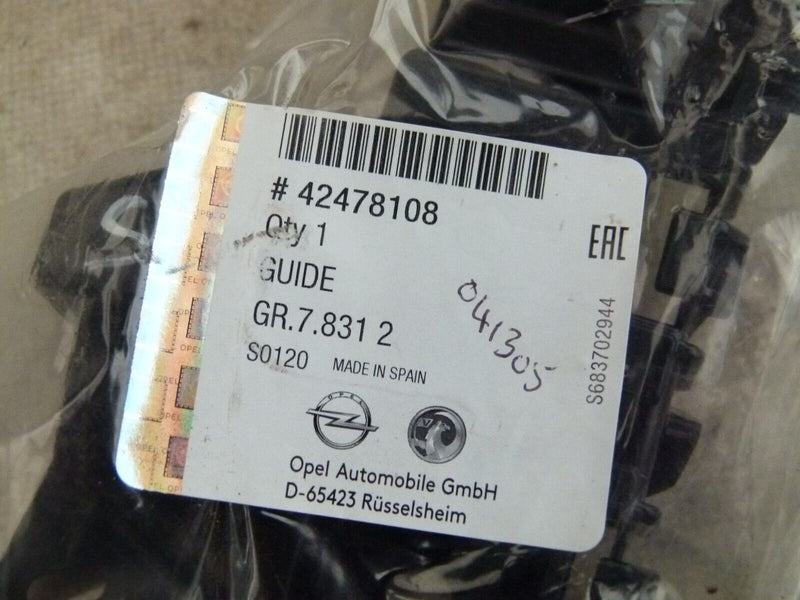 # 42478108
Qty 1
GUIDE
GR.7.831 2
S0120 MADE IN SPAIN
EAC
041305
S683702944
OPEL
Opel Automobile GmbH
D-65423 Rüsselsheim